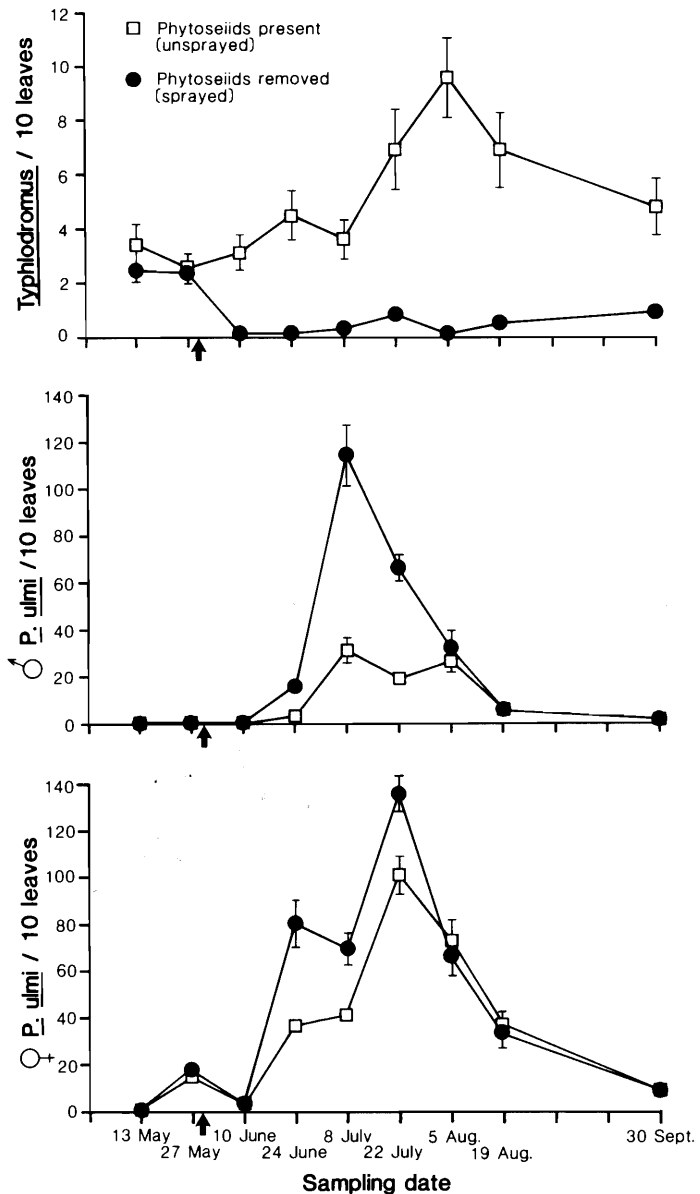 12
Phytoseiids present
(unsprayed)
10
Phytoseiids removed
(sprayed)
8
6
4
2
0
Typhlodromus / 10 leaves
140
120
100
80
60
40
20
0
♂ P. ulmi / 10 leaves
140
120
100
80
60
40
20
0
♀ P. ulmi / 10 leaves
13 May 10 June 8 July 5 Aug. 30 Sept.
27 May 24 June 22 July 19 Aug.
Sampling date